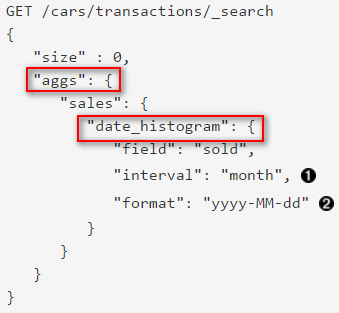 GET /cars/transactions/_search
{
"size" : 0,
"aggs": {
"sales": {
"date_histogram": {
"field": "sold",
"interval": "month", ❶
"format": "yyyy-MM-dd" ❷
}
}
}
}